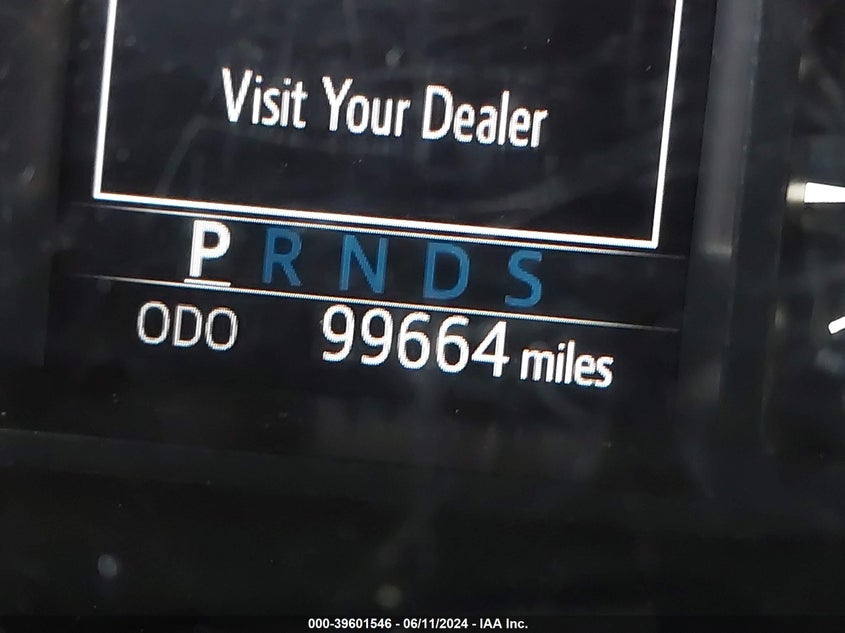 Visit Your Dealer
P R N D S
ODO 99664 miles
000-39601546 - 06/11/2024 - IAA Inc.